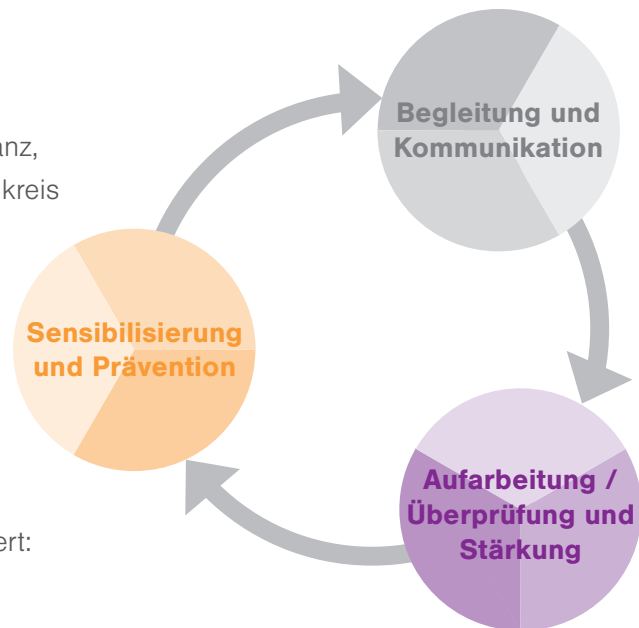 Begleitung und
Kommunikation
anz,
kreis
Sensibilisierung
und Prävention
Aufarbeitung /
Überprüfung und
Stärkung
ert: